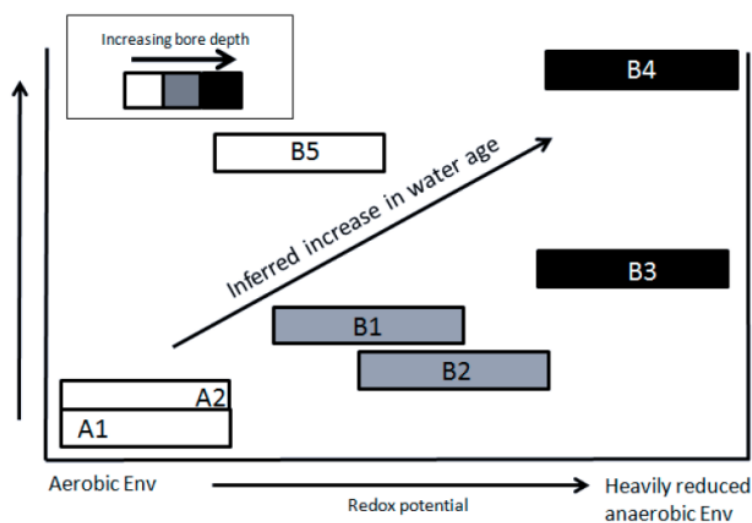 Increasing bore depth
B4
B5
Inferred increase in water age
B3
B1
B2
A2
A1
Aerobic Env
Redox potential
Heavily reduced
anaerobic Env